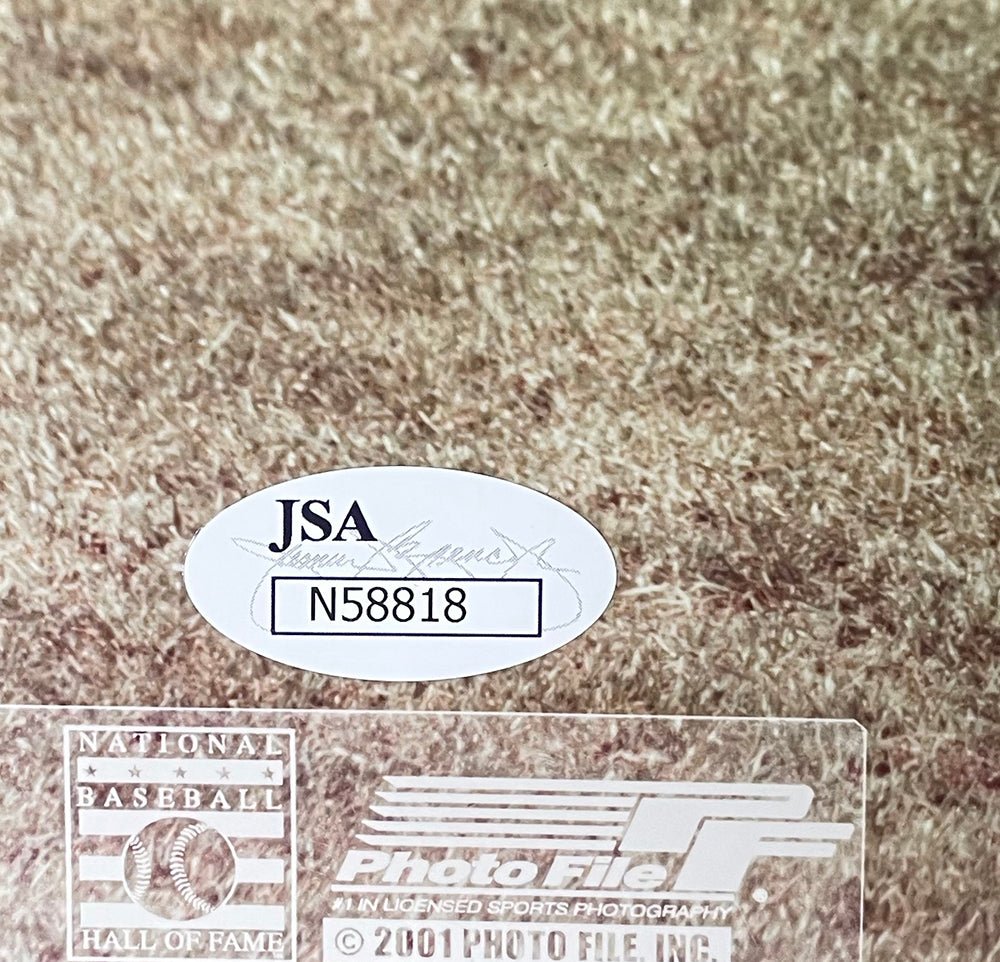 JSA
N58818
NATIONAL
BASEBALL
HALL OF FAME
Photo File
#1 IN LICENSED SPORTS PHOTOGRAPHY
© 2001 PHOTO FILE, INC.